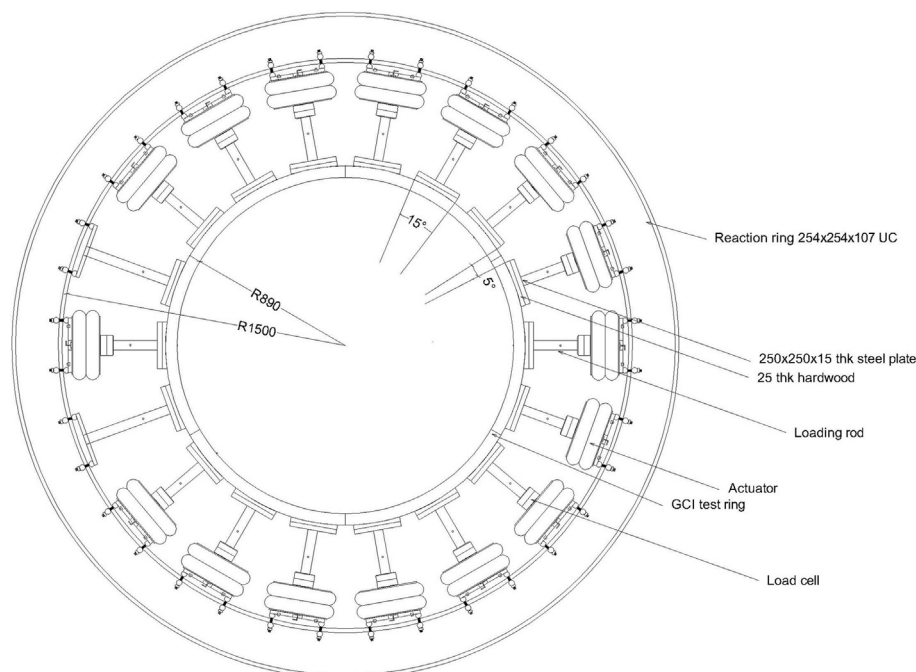 15°
Reaction ring 254x254x107 UC
5°
R890
R1500
250x250x15 thk steel plate
25 thk hardwood
Loading rod
Actuator
GCI test ring
Load cell